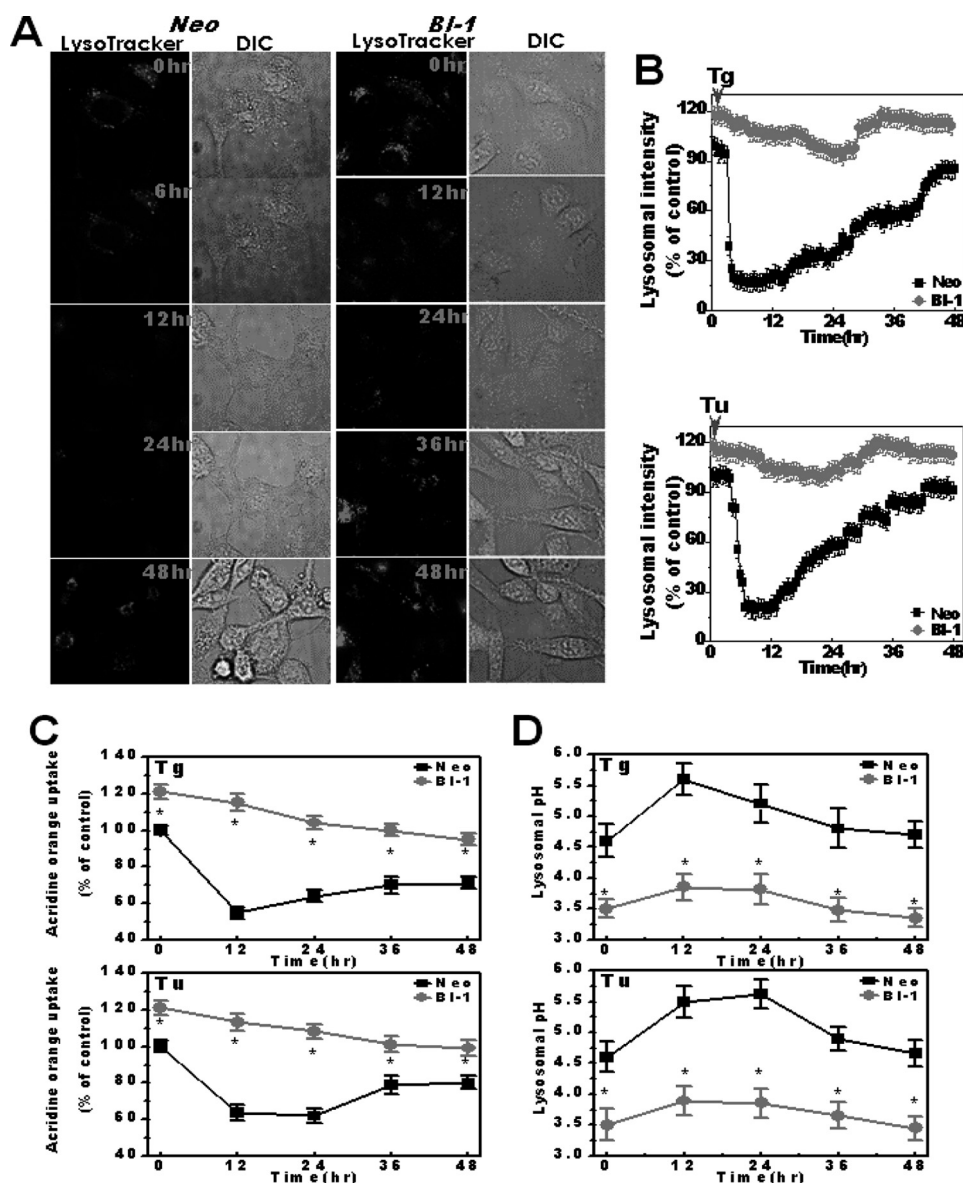 A
Neo
BI-1
LysoTracker DIC LysoTracker DIC
0hr 0hr
6hr 12hr
12hr 24hr
24hr 36hr
48hr 48hr
B
Tg
Lysosomal intensity
(% of control)
120
90
60
30
0
Neo
BI-1
0 12 24 36 48
Time(hr)
Tu
Lysosomal intensity
(% of control)
120
90
60
30
0
Neo
BI-1
0 12 24 36 48
Time(hr)
C
Tg
Acridine orange uptake
(% of control)
140
120
100
80
60
40
Neo
BI-1
* * * * *
0 12 24 36 48
Time(hr)
Tu
Acridine orange uptake
(% of control)
140
120
100
80
60
40
Neo
BI-1
* * * * *
0 12 24 36 48
Time(hr)
D
Tg
Lysosomal pH
6.0
5.5
5.0
4.5
4.0
3.5
3.0
Neo
BI-1
* * * * *
0 12 24 36 48
Time(hr)
Tu
Lysosomal pH
6.0
5.5
5.0
4.5
4.0
3.5
3.0
Neo
BI-1
* * * * *
0 12 24 36 48
Time(hr)